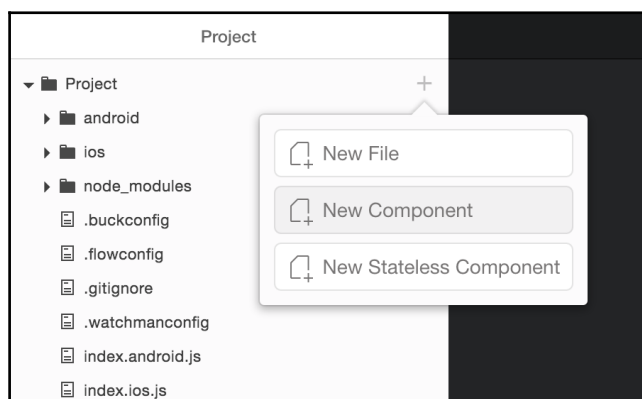 Project
Project
android
ios
node_modules
.buckconfig
.flowconfig
.gitignore
.watchmanconfig
index.android.js
index.ios.js
New File
New Component
New Stateless Component